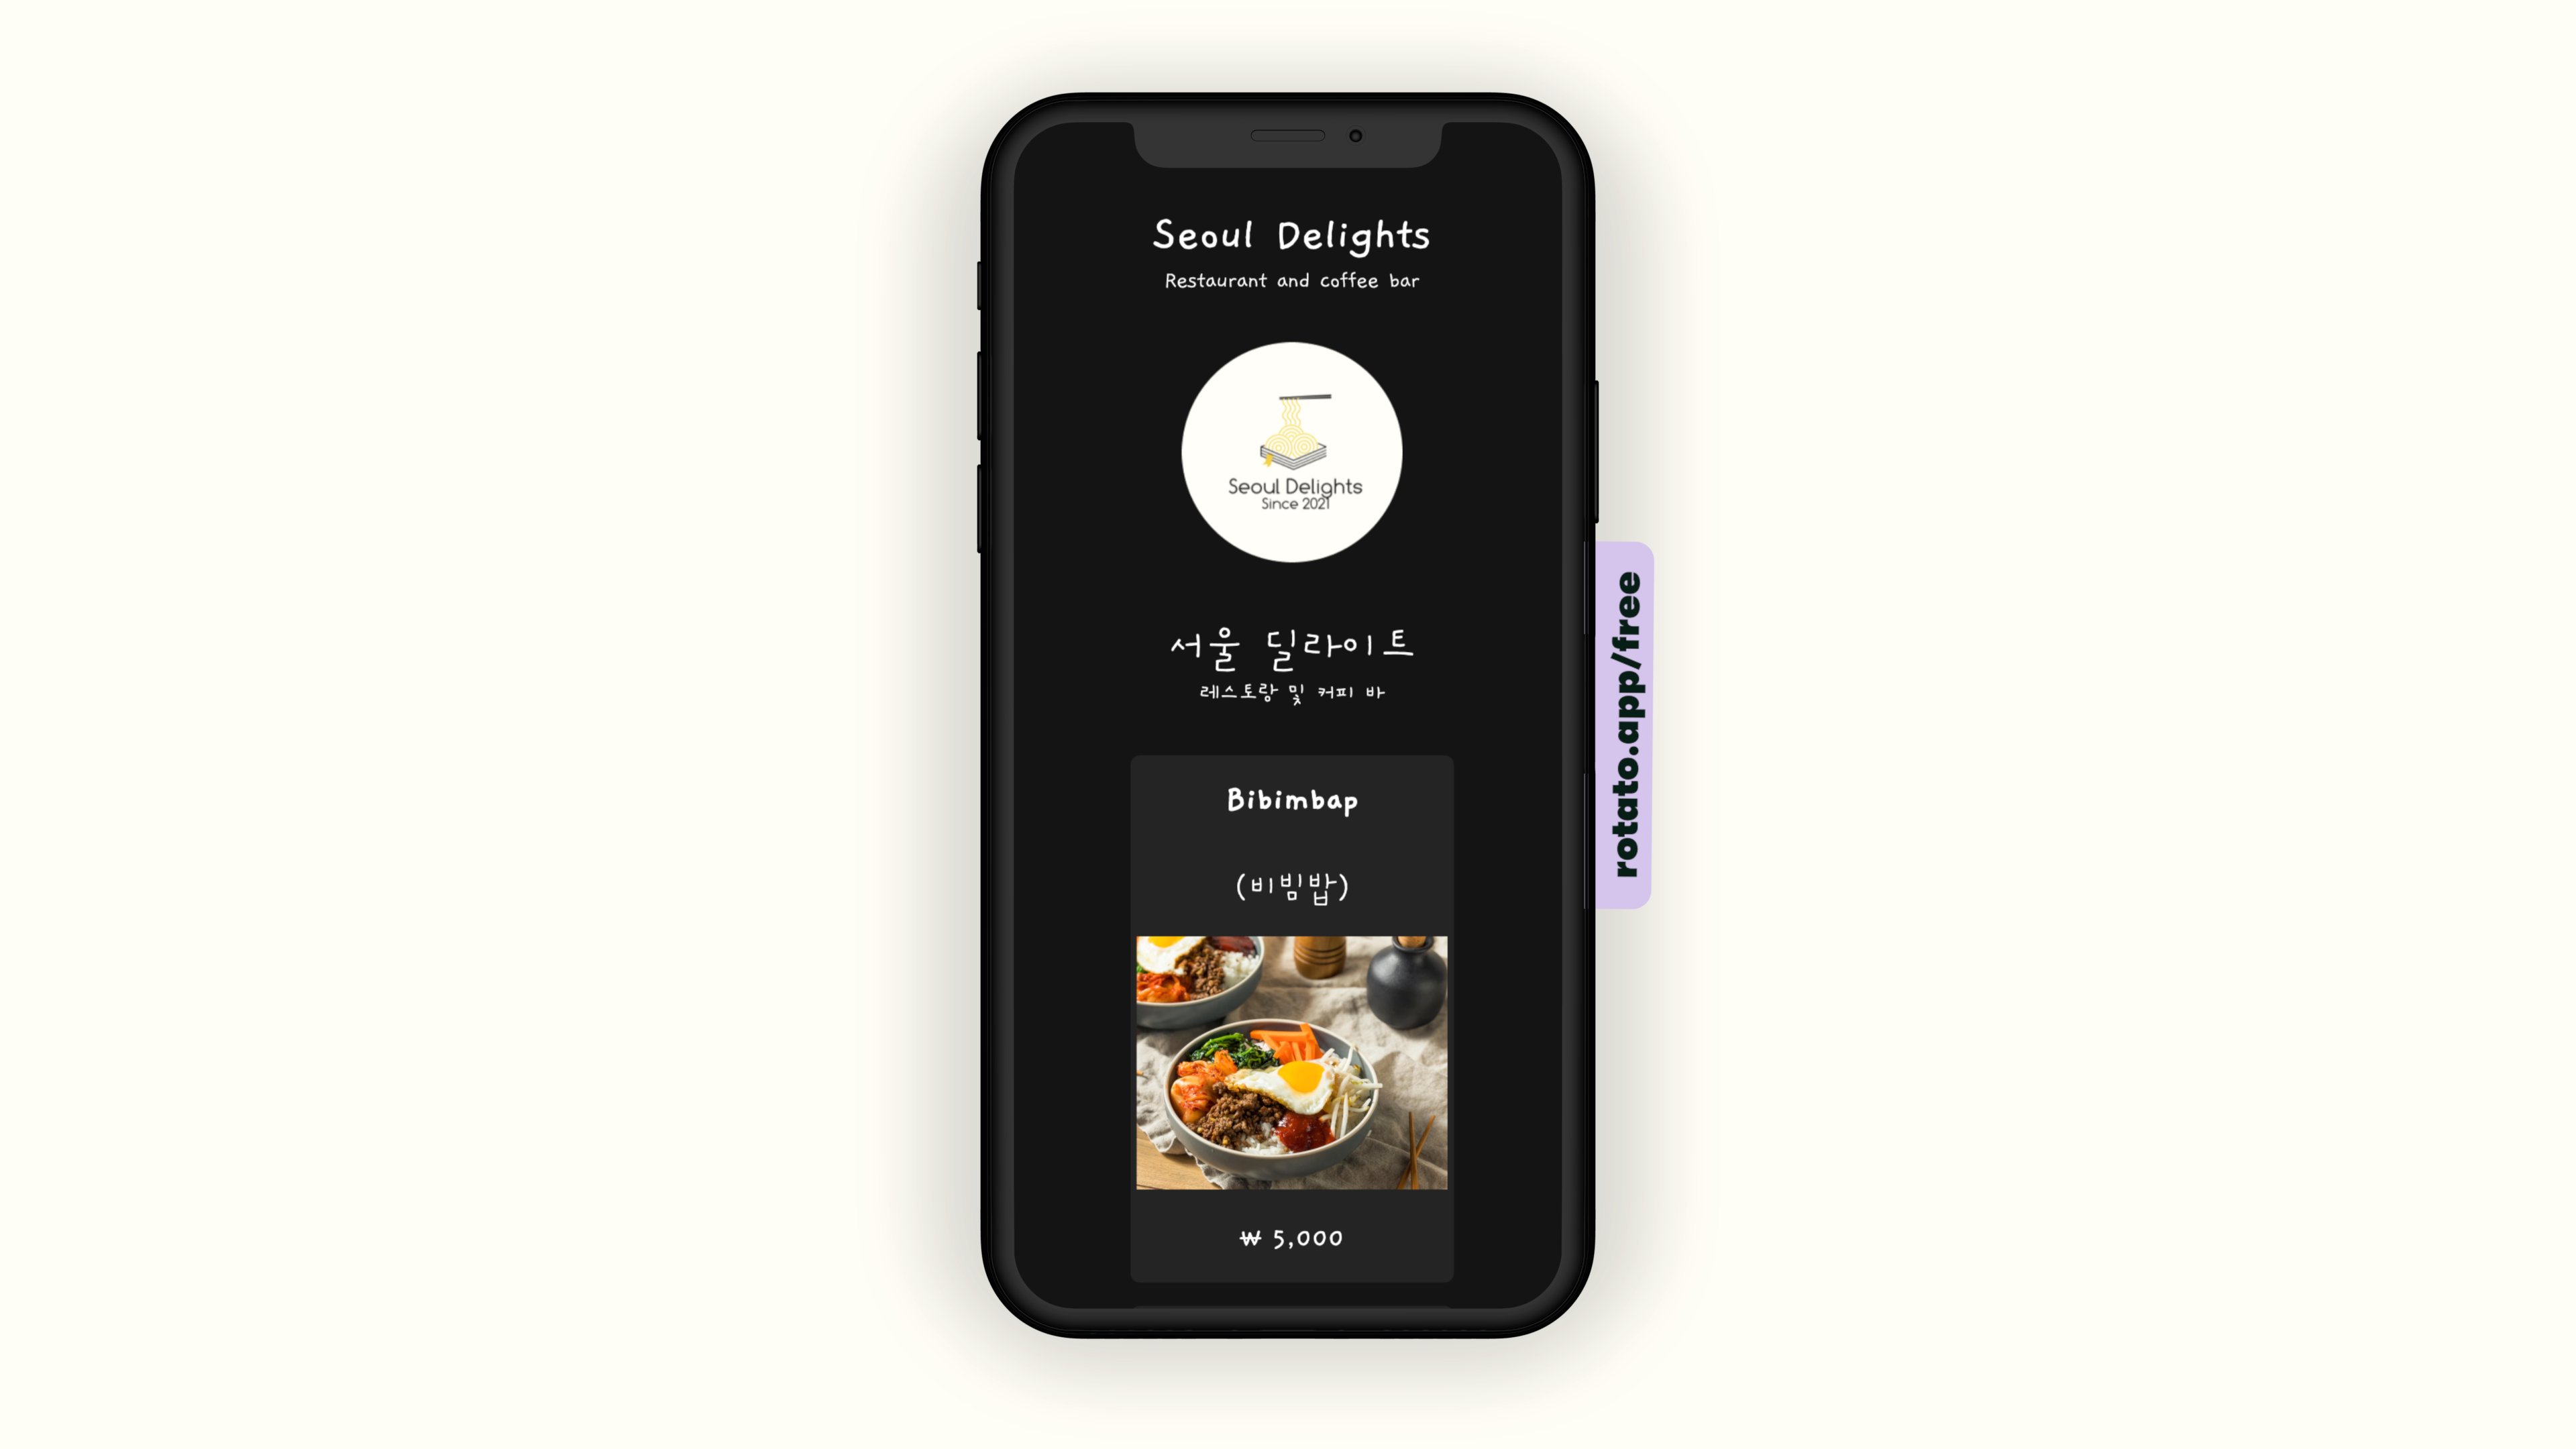 Seoul Delights
Restaurant and coffee bar
Seoul Delights
Since 2021
서울 딜라이트
레스토랑 및 커피 바
Bibimbap
(비빔밥)
₩ 5,000
rotato.app/free